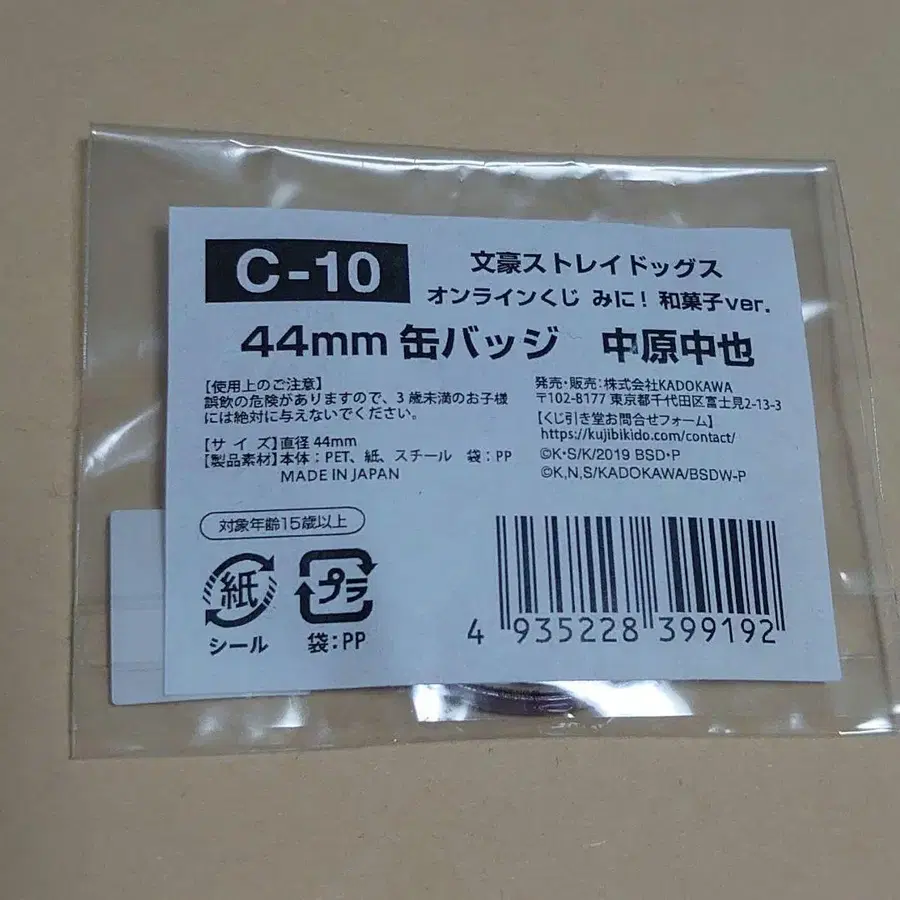 C-10
文豪ストレイドッグス
オンラインくじ みに! 和菓子ver.
44mm 缶バッジ 中原中也
【使用上のご注意】
誤飲の危険がありますので、3歳未満のお子様
には絶対に与えないでください。
【サイズ】直径 44mm
【製品素材】本体:PET、紙、スチール 袋:PP
MADE IN JAPAN
発売・販売:株式会社KADOKAWA
〒102-8177 東京都千代田区富士見2-13-3
【くじ引き堂お問合せフォーム】
https://kujibikido.com/contact/
©K・S/K/2019 BSD・P
©K,N,S/KADOKAWA/BSDW-P
対象年齢15歳以上
紙
シール
プラ
袋:PP
4 935228 399192